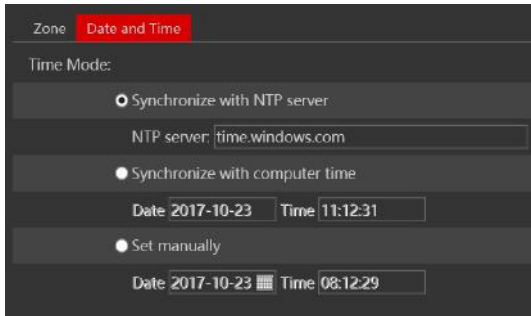 Zone Date and Time
Time Mode:
Synchronize with NTP server
NTP server: time.windows.com
Synchronize with computer time
Date 2017-10-23 Time 11:12:31
Set manually
Date 2017-10-23 Time 08:12:29